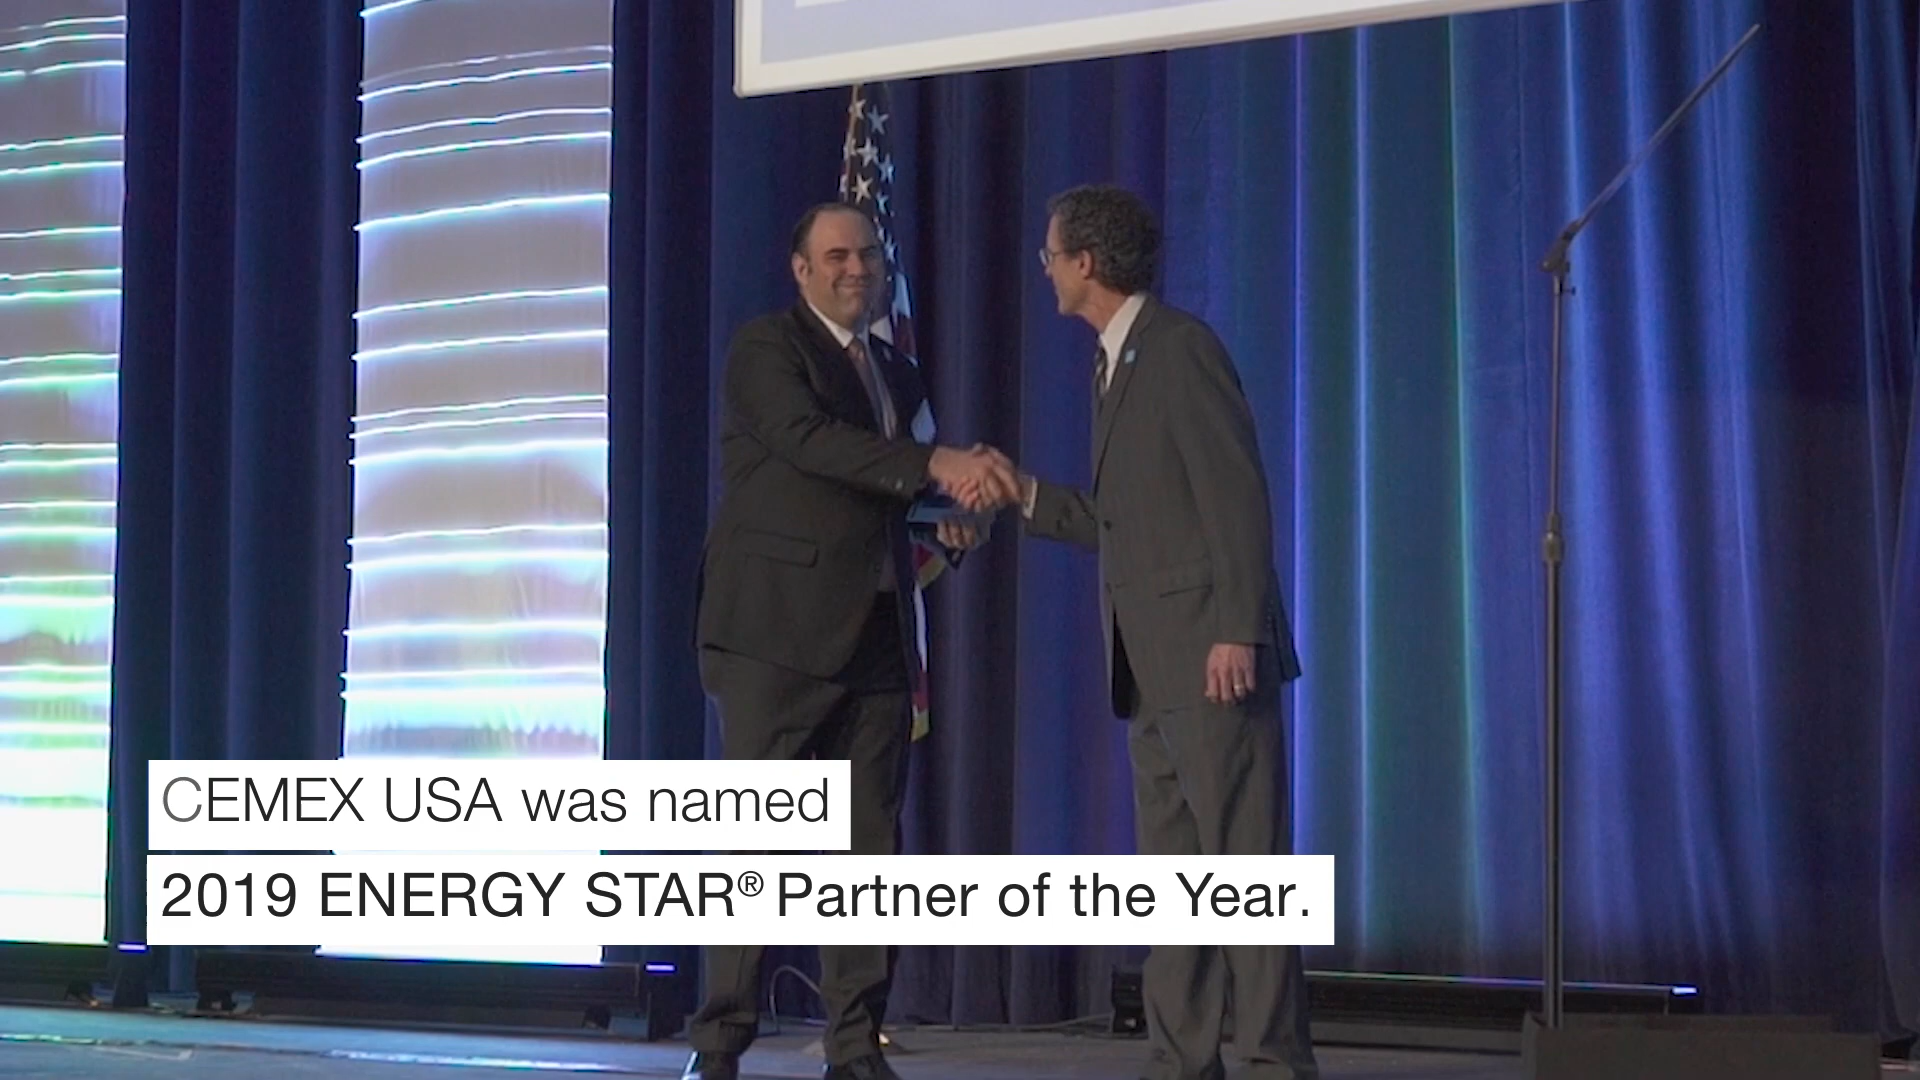 CEMEX USA was named
2019 ENERGY STAR® Partner of the Year.